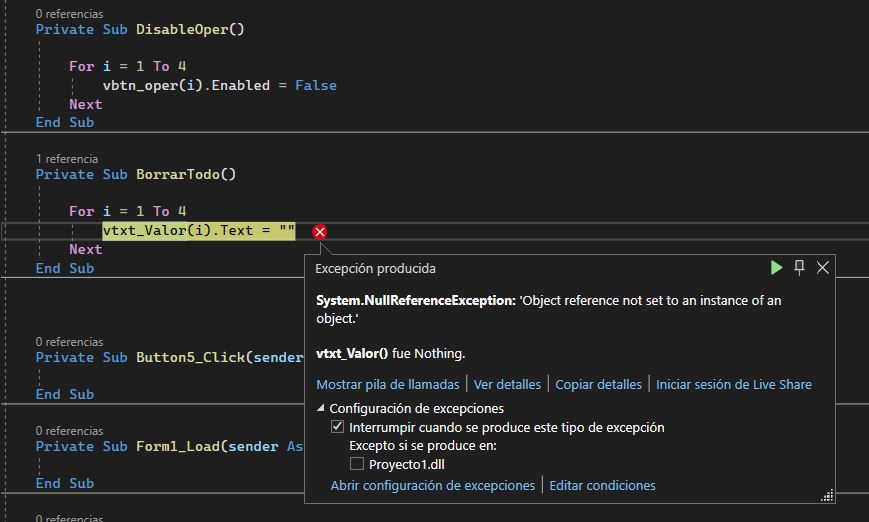 0 referencias
Private Sub DisableOper()
For i = 1 To 4
vbtn_oper(i).Enabled = False
Next
End Sub
1 referencia
Private Sub BorrarTodo()
For i = 1 To 4
vtxt_Valor(i).Text = ""
Next
End Sub
Excepción producida
System.NullReferenceException: 'Object reference not set to an instance of an
object.'
vtxt_Valor() fue Nothing.
Mostrar pila de llamadas | Ver detalles | Copiar detalles | Iniciar sesión de Live Share
Configuración de excepciones
Interrumpir cuando se produce este tipo de excepción
Excepto si se produce en:
Proyecto1.dll
Abrir configuración de excepciones | Editar condiciones
0 referencias
Private Sub Button5_Click(sender
End Sub
0 referencias
Private Sub Form1_Load(sender As
End Sub
0 referencias